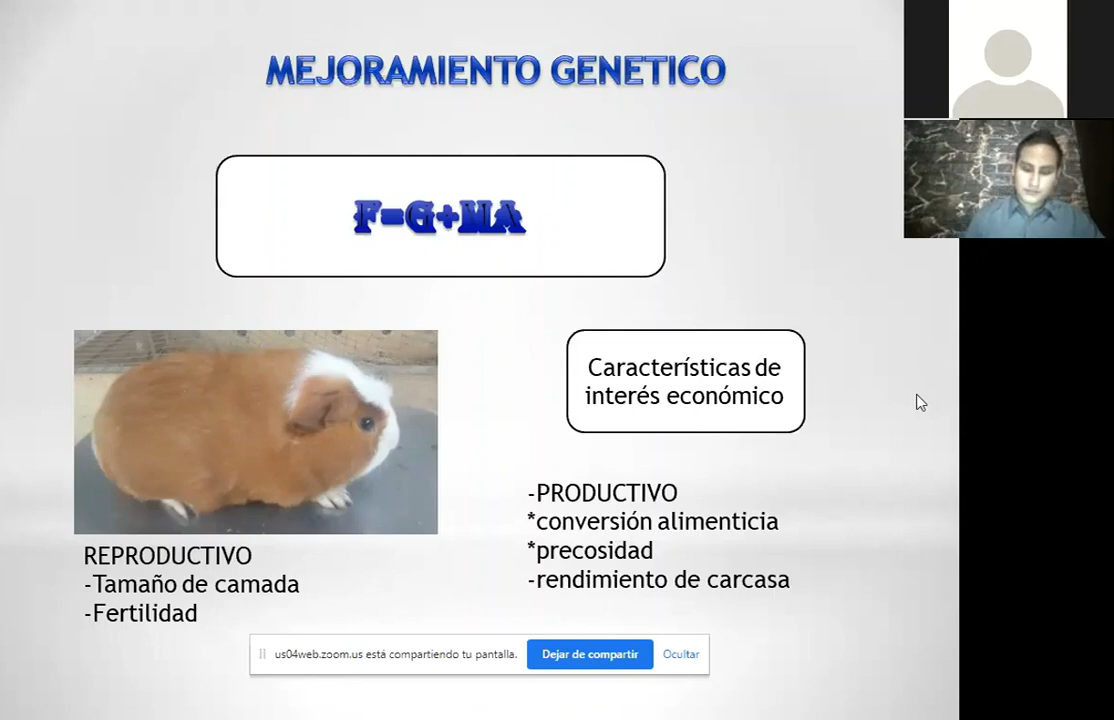 MEJORAMIENTO GENETICO
F=G+MA
Características de
interés económico
-PRODUCTIVO
*conversión alimenticia
*precosidad
-rendimiento de carcasa
REPRODUCTIVO
-Tamaño de camada
-Fertilidad
us04web.zoom.us está compartiendo tu pantalla. Dejar de compartir Ocultar